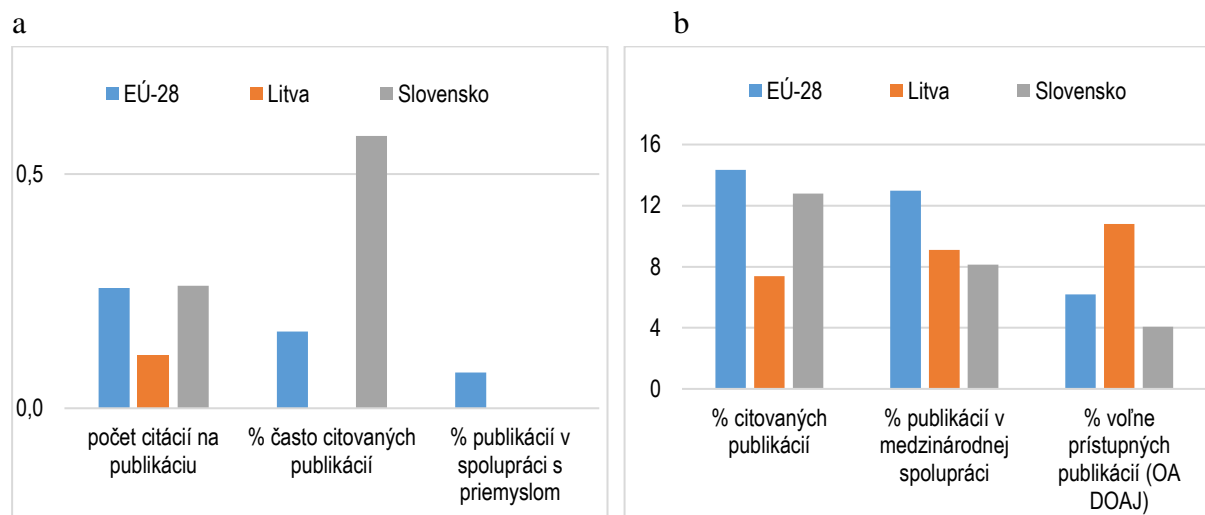 a
EÚ-28 Litva Slovensko
0,5
0,0
počet citácií na
publikáciu
% často citovaných
publikácií
% publikácií v
spolupráci s
priemyslom
b
EÚ-28 Litva Slovensko
16
12
8
4
0
% citovaných
publikácií
% publikácií v
medzinárodnej
spolupráci
% voľne
prístupných
publikácií (OA
DOAJ)